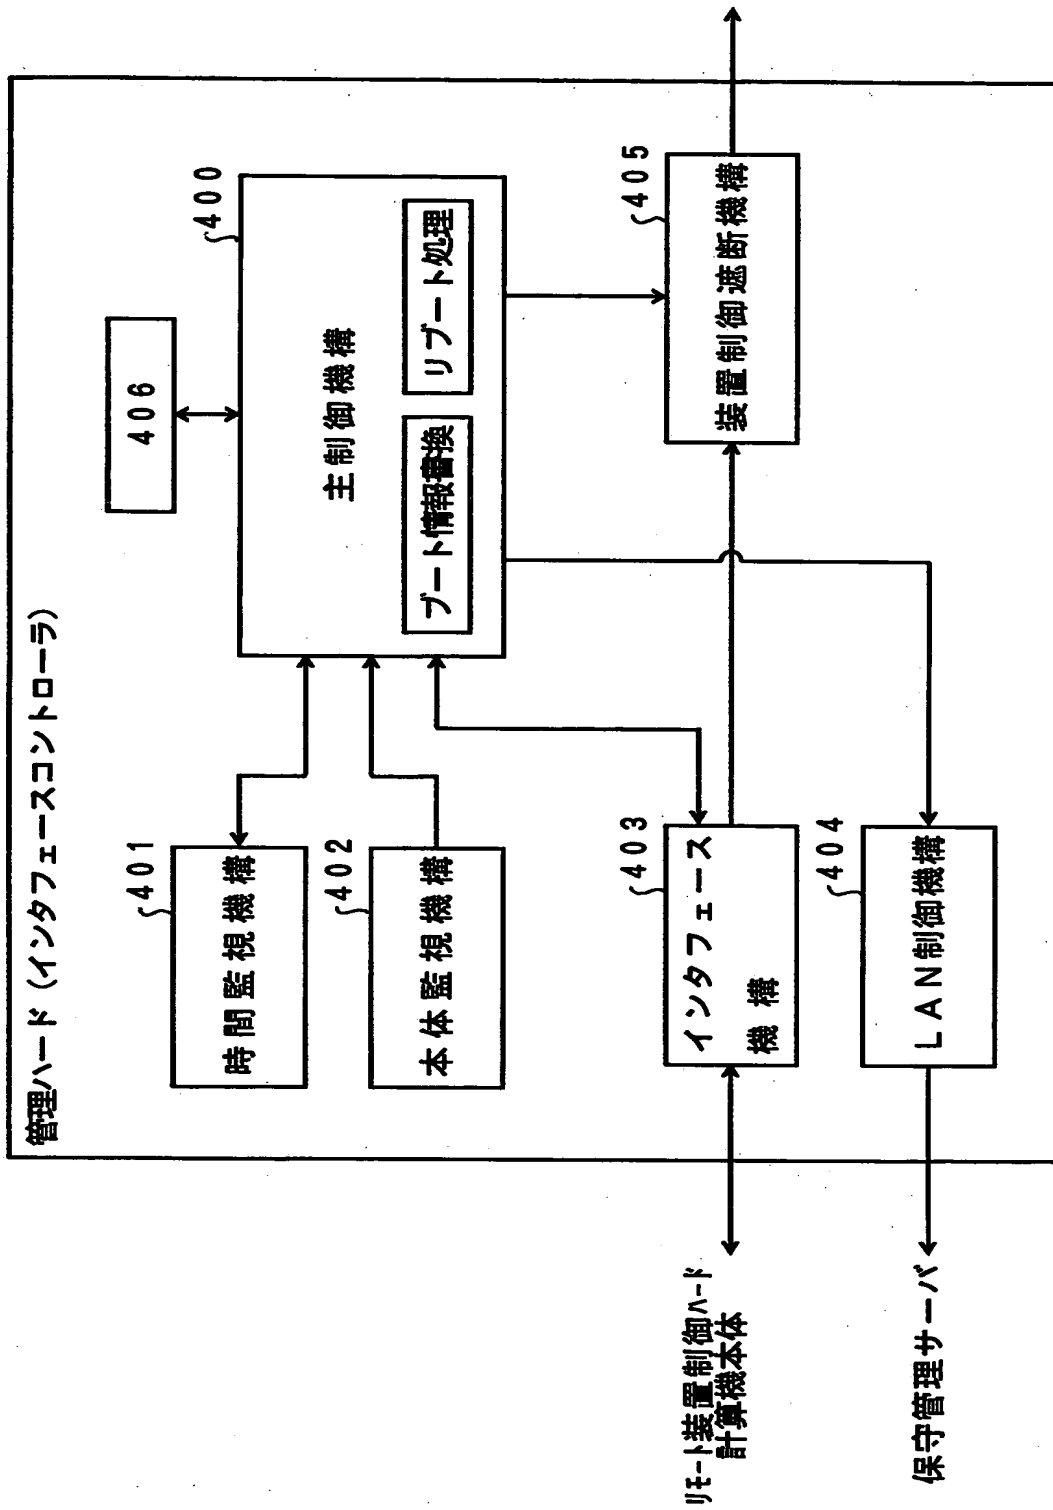 管理ハード（インタフェースコントローラ）
401
時間監視機構
402
本体監視機構
406
400
主制御機構
ブート情報書換
リブート処理
403
インタフェース
機構
404
LAN制御機構
405
装置制御遮断機構
リモート装置制御ハード
計算機本体
保守管理サーバ